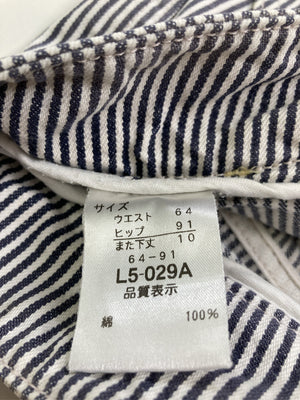 サイズ
ウエスト 64
ヒップ 91
また下丈 10
64-91
L5-029A
品質表示
綿 100%